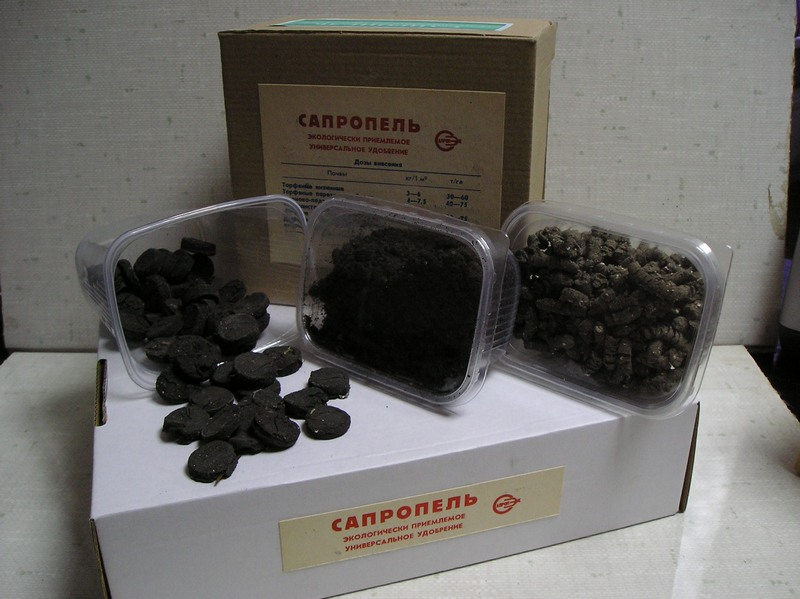 САПРОПЕЛЬ
ЭКОЛОГИЧЕСКИ ПРИЕМЛЕМОЕ
УНИВЕРСАЛЬНОЕ УДОБРЕНИЕ
Дозы внесения
Почвы кг/1 м² т/га
Торфяные низинные 3—6 30—60
Торфяные 6—7,5 60—75
САПРОПЕЛЬ
ЭКОЛОГИЧЕСКИ ПРИЕМЛЕМОЕ
УНИВЕРСАЛЬНОЕ УДОБРЕНИЕ